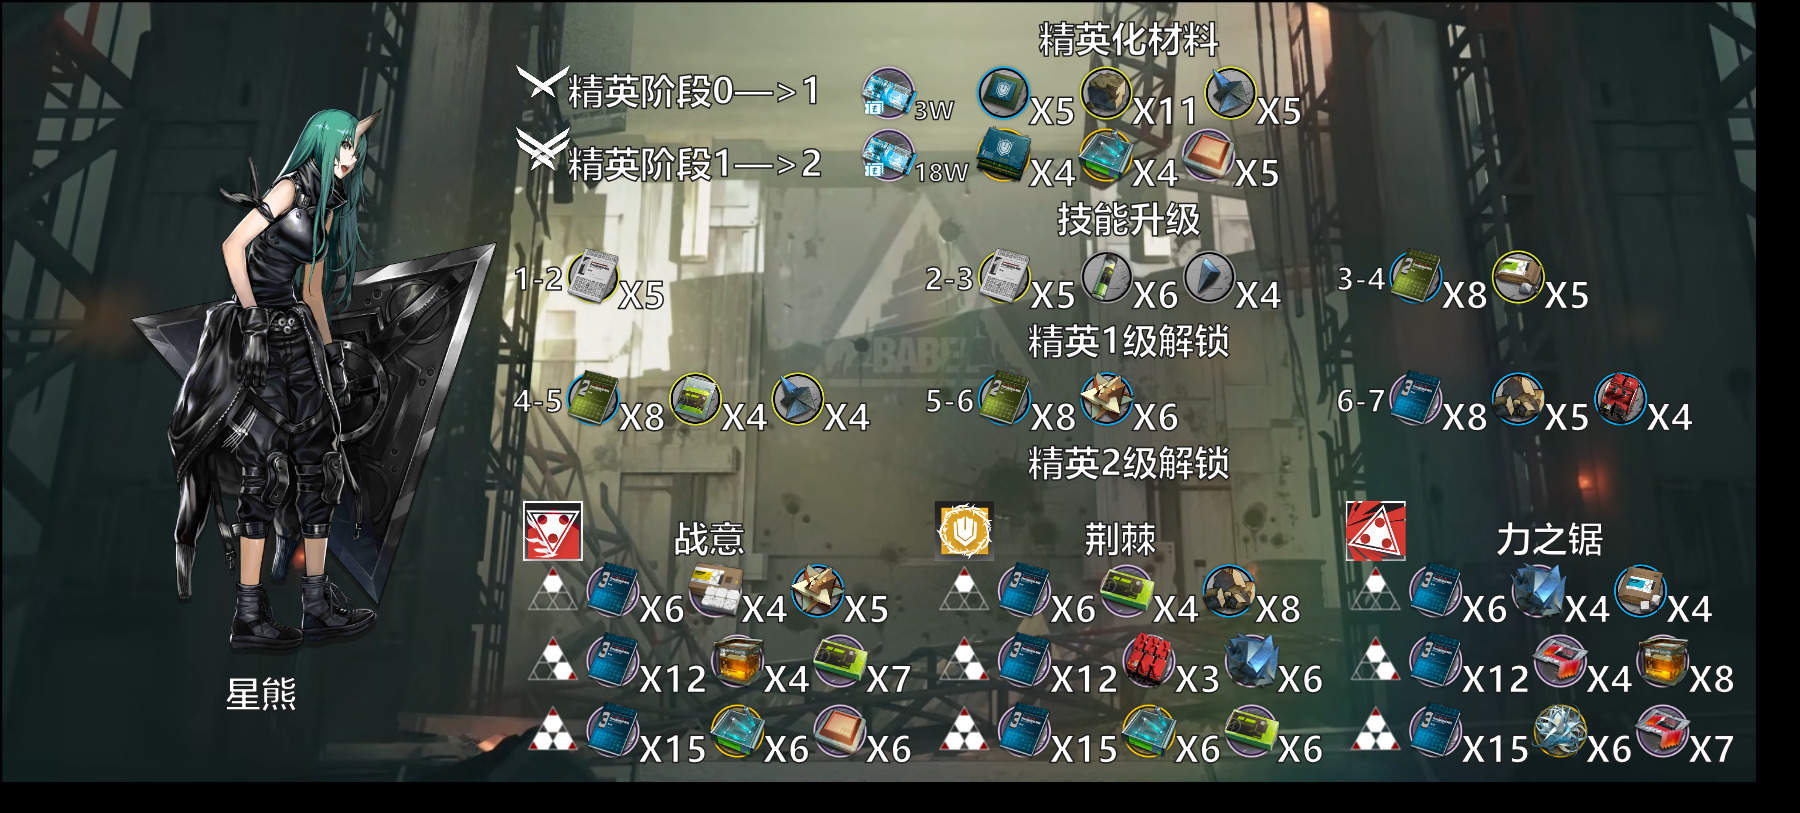 精英化材料
精英阶段0—>1 3W X5 X11 X5
精英阶段1—>2 18W X4 X4 X5
技能升级
1-2 X5 2-3 X5 X6 X4 3-4 X8 X5
BABEL
精英1级解锁
4-5 X8 X4 X4 5-6 X8 X6 6-7 X8 X5 X4
精英2级解锁
战意 荆棘 力之锯
X6 X4 X5 X6 X4 X8 X6 X4 X4
X12 X4 X7 X12 X3 X6 X12 X4 X8
星熊
X15 X6 X6 X15 X6 X6 X15 X6 X7